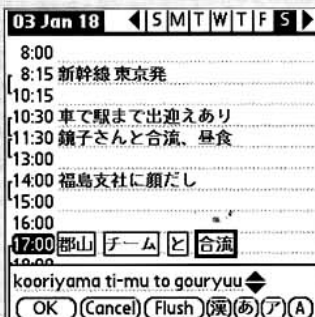 03 Jan 18 S M T W T F S
8:00
8:15 新幹線 東京発
10:15
10:30 車で駅まで出迎えあり
11:30 鏡子さんと合流、昼食
13:00
14:00 福島支社に顔だし
15:00
16:00
17:00 郡山 チーム と 合流
18:00
kooriyama ti-mu to gouryuu
OK Cancel Flush 漢 あ ア A